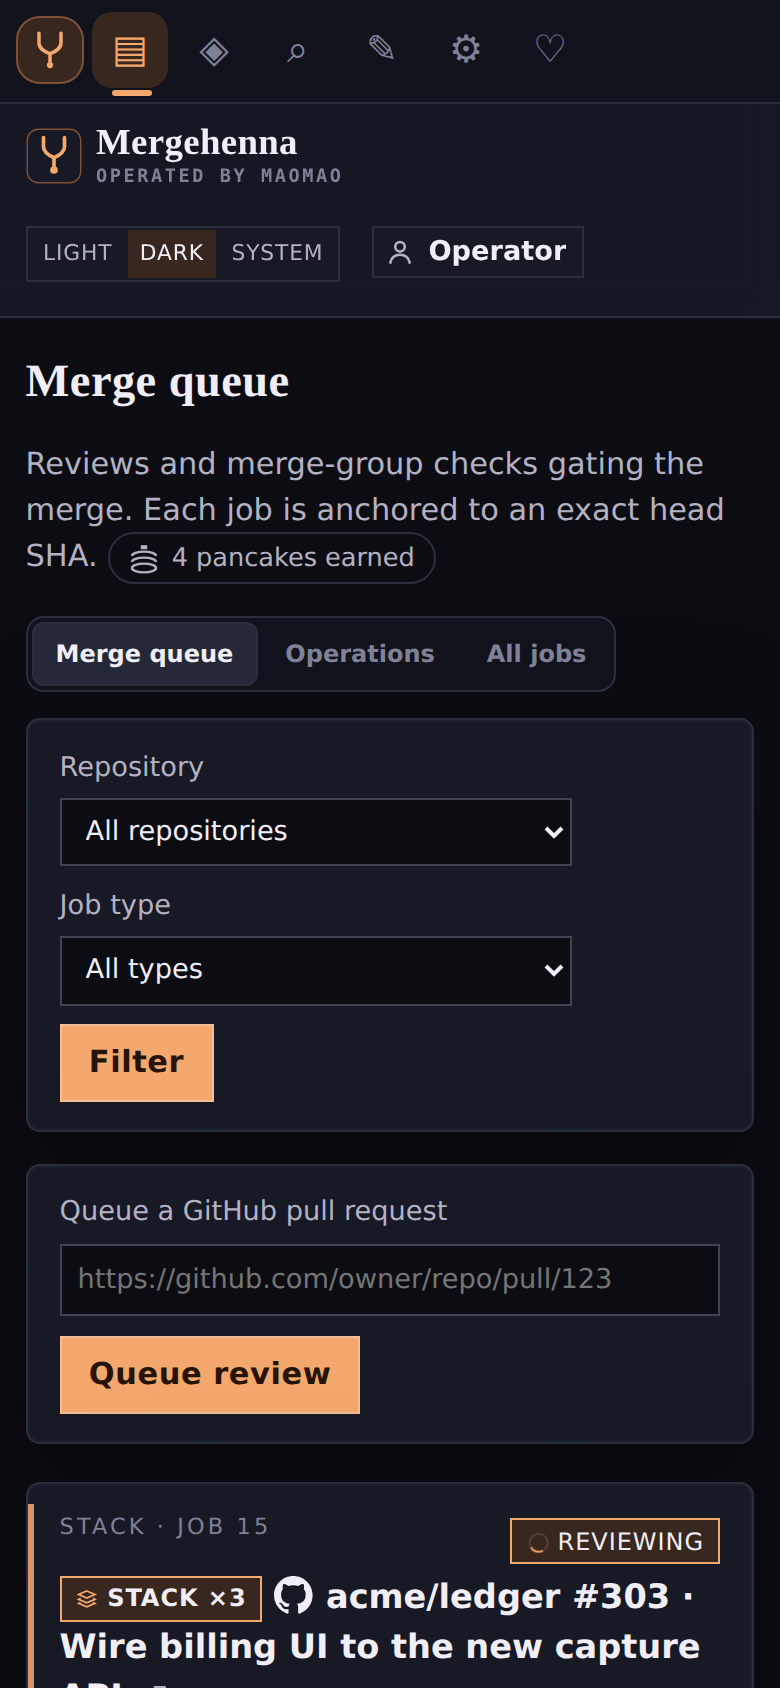 Mergehenna
OPERATED BY MAOMAO
LIGHT DARK SYSTEM
Operator
Merge queue
Reviews and merge-group checks gating the
merge. Each job is anchored to an exact head
SHA. 4 pancakes earned
Merge queue Operations All jobs
Repository
All repositories
Job type
All types
Filter
Queue a GitHub pull request
https://github.com/owner/repo/pull/123
Queue review
STACK · JOB 15
REVIEWING
STACK ×3 acme/ledger #303 ·
Wire billing UI to the new capture